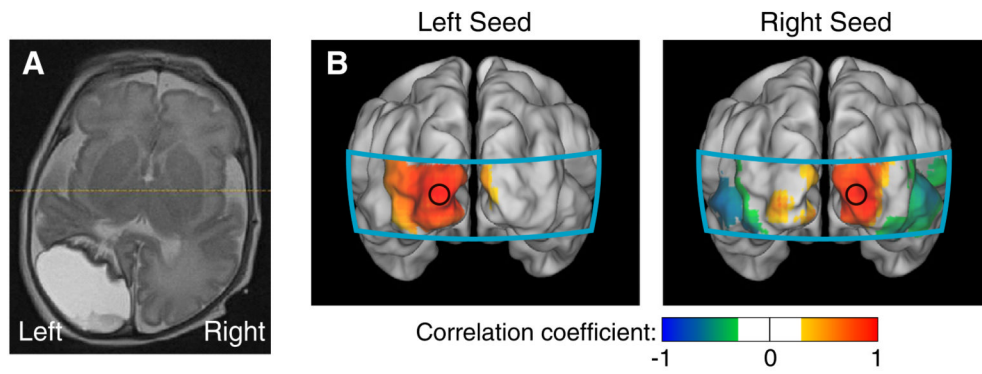 Left Seed
Right Seed
A
B
Left
Right
Correlation coefficient:
-1
0
1